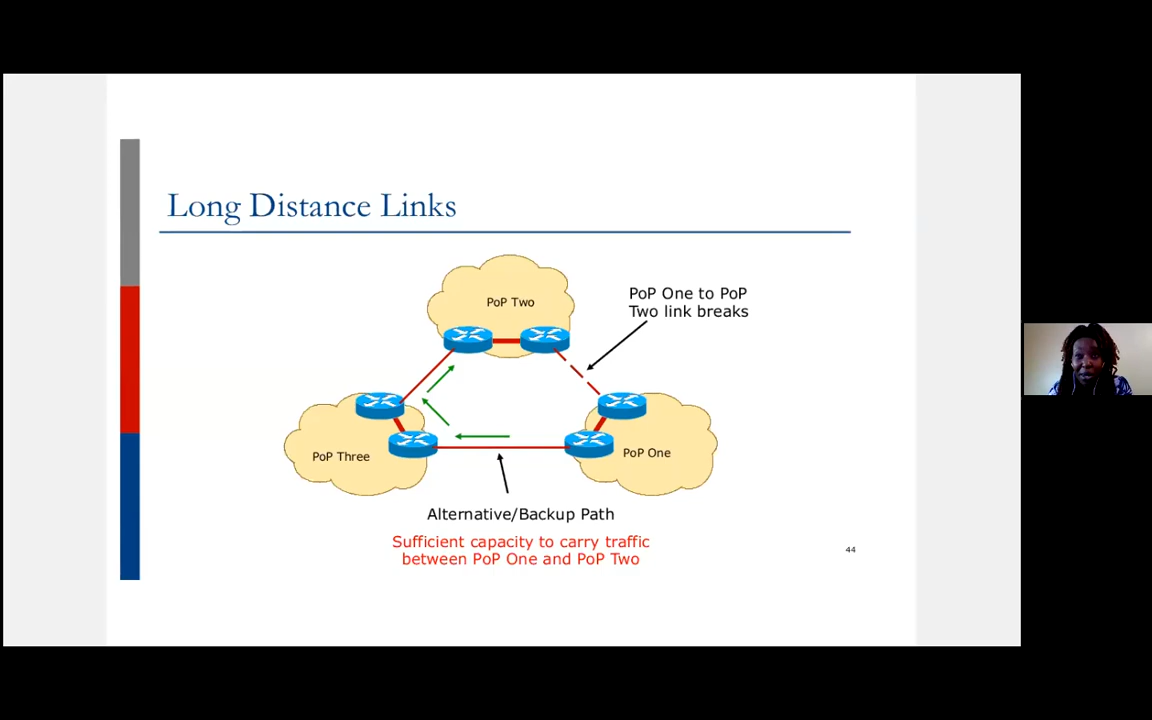 Long Distance Links
PoP Two
PoP One to PoP
Two link breaks
PoP Three
PoP One
Alternative/Backup Path
Sufficient capacity to carry traffic
between PoP One and PoP Two
44